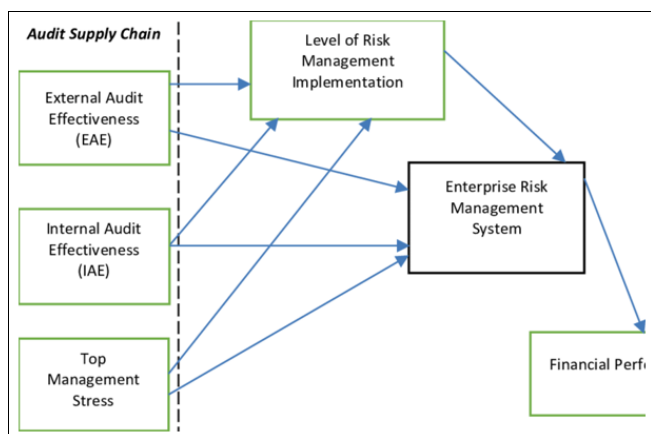 Audit Supply Chain
Level of Risk
Management
Implementation
External Audit
Effectiveness
(EAE)
Enterprise Risk
Management
System
Internal Audit
Effectiveness
(IAE)
Top
Management
Stress
Financial